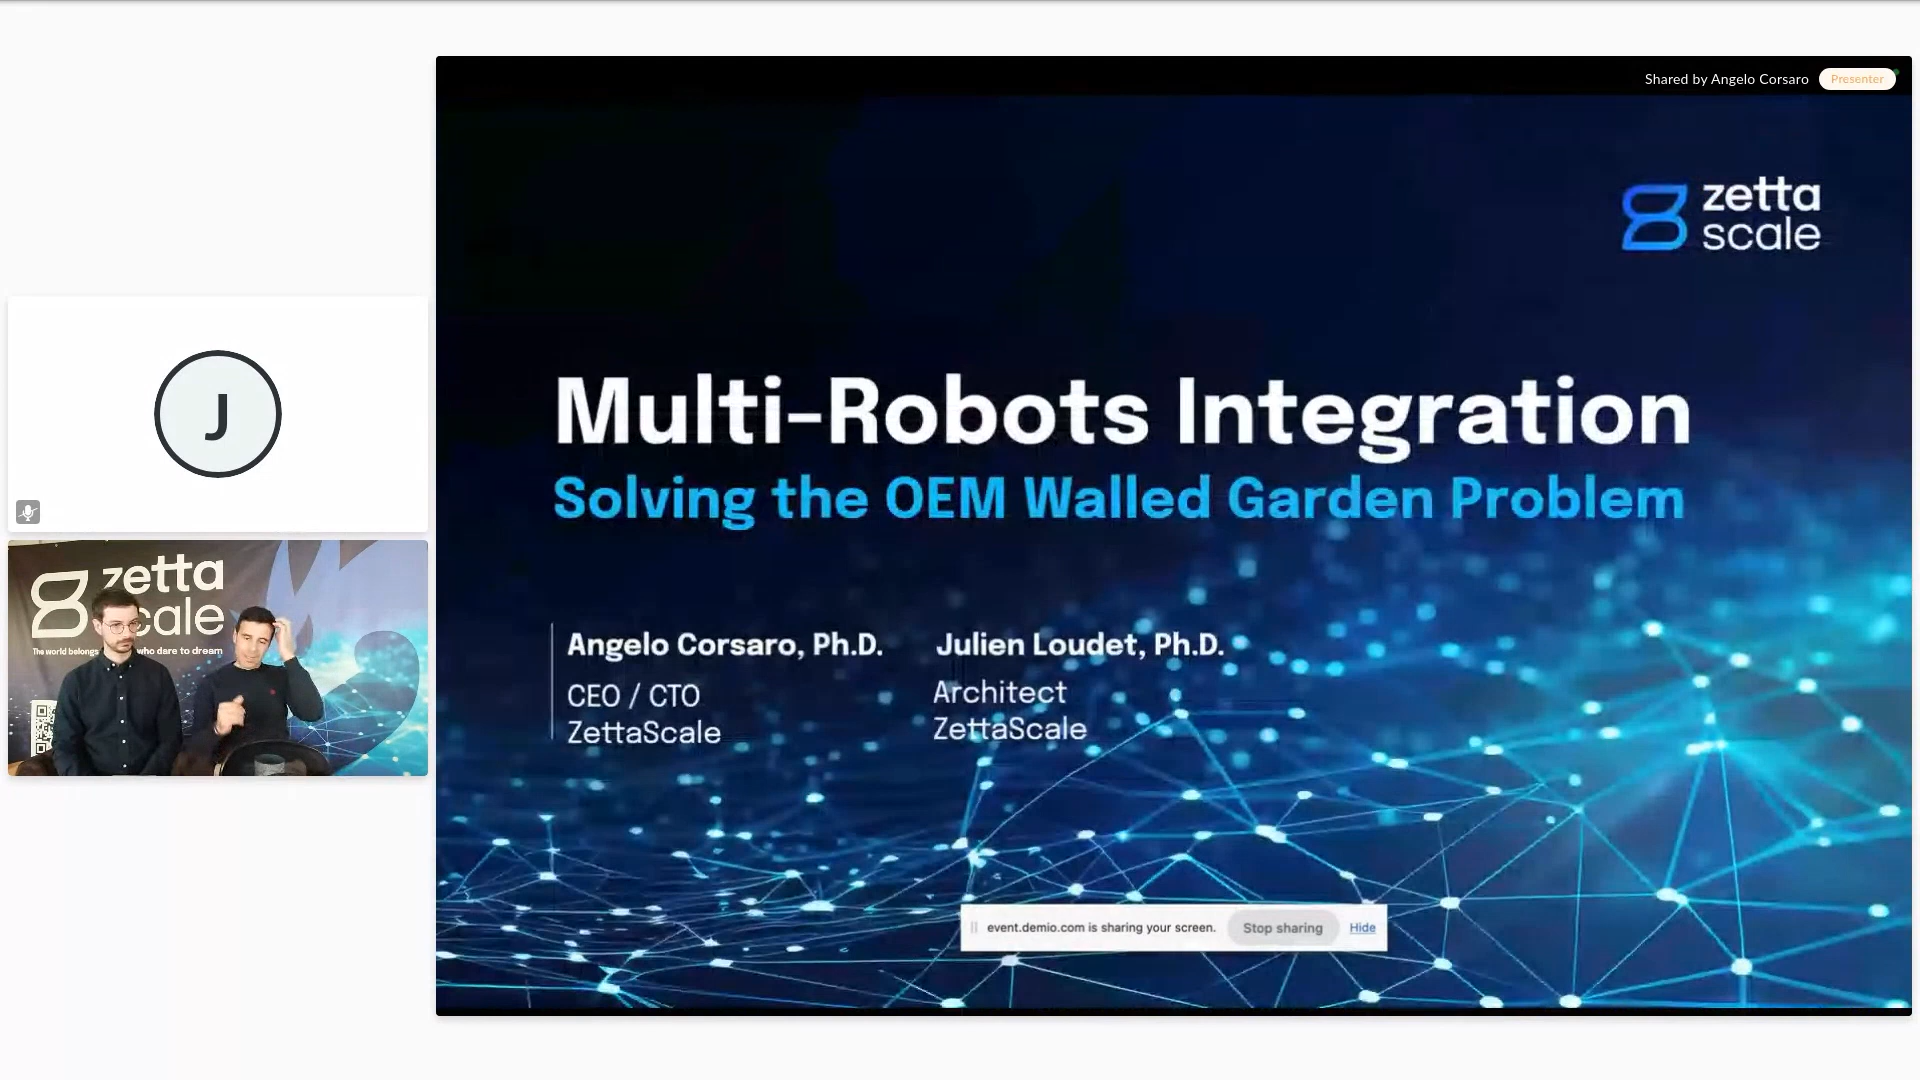 Shared by Angelo Corsaro
Presenter
zetta
scale
Multi-Robots Integration
Solving the OEM Walled Garden Problem
Angelo Corsaro, Ph.D.
CEO / CTO
ZettaScale
Julien Loudet, Ph.D.
Architect
ZettaScale
event.demio.com is sharing your screen.
Stop sharing
Hide
J
zetta
scale
The world belongs who dare to dream